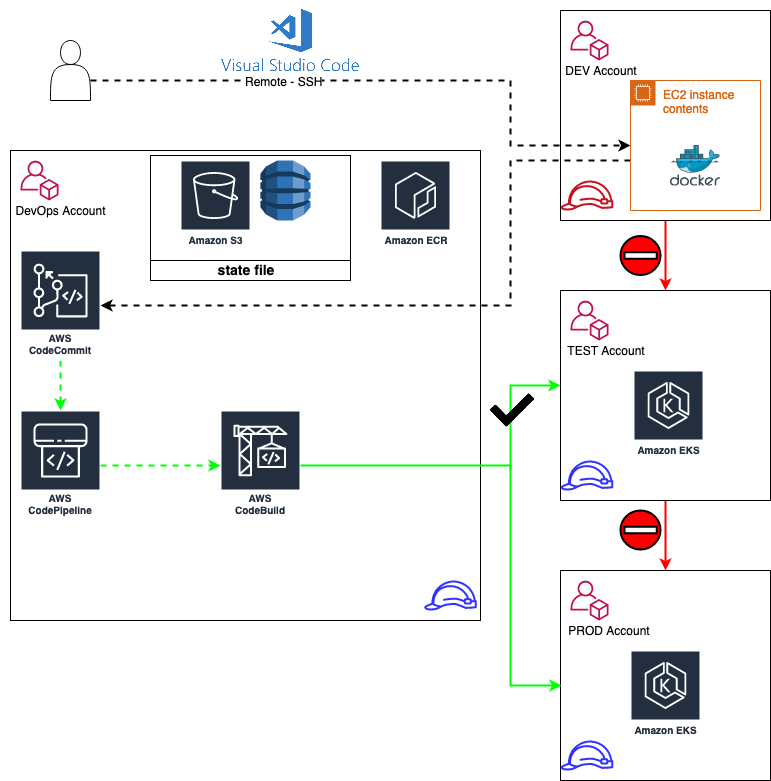 Visual Studio Code
Remote - SSH
DEV Account
EC2 instance
contents
docker
DevOps Account
Amazon S3
Amazon ECR
state file
AWS
CodeCommit
TEST Account
K
Amazon EKS
AWS
CodePipeline
AWS
CodeBuild
PROD Account
K
Amazon EKS